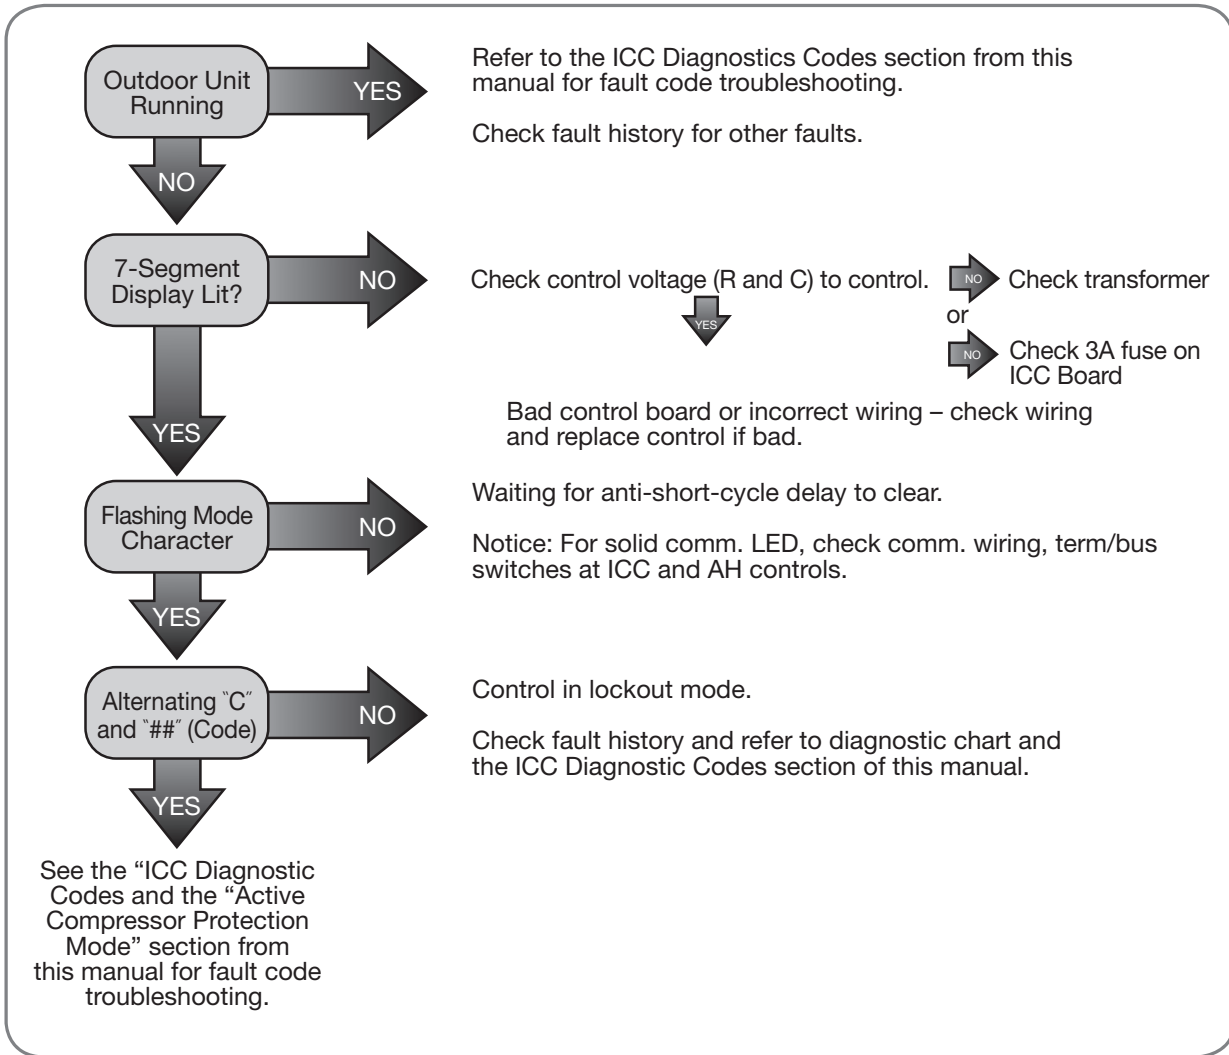 Outdoor Unit
Running
YES
Refer to the ICC Diagnostics Codes section from this
manual for fault code troubleshooting.
Check fault history for other faults.
NO
7-Segment
Display Lit?
NO
Check control voltage (R and C) to control.
NO
Check transformer
or
YES
NO
Check 3A fuse on
ICC Board
Bad control board or incorrect wiring – check wiring
and replace control if bad.
YES
Flashing Mode
Character
NO
Waiting for anti-short-cycle delay to clear.
Notice: For solid comm. LED, check comm. wiring, term/bus
switches at ICC and AH controls.
YES
Alternating "C"
and "##" (Code)
NO
Control in lockout mode.
Check fault history and refer to diagnostic chart and
the ICC Diagnostic Codes section of this manual.
YES
See the “ICC Diagnostic
Codes and the “Active
Compressor Protection
Mode” section from
this manual for fault code
troubleshooting.